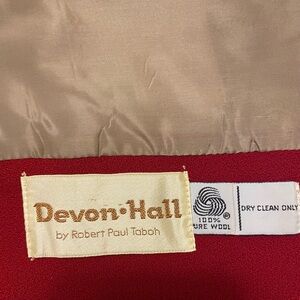 Devon·Hall
by Robert Paul Taboh
100%
PURE WOOL
DRY CLEAN ONLY